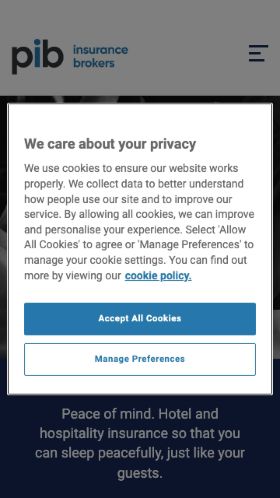 pib insurance
brokers
We care about your privacy
We use cookies to ensure our website works
properly. We collect data to better understand
how people use our site and to improve our
service. By allowing all cookies, we can improve
and personalise your experience. Select 'Allow
All Cookies' to agree or 'Manage Preferences' to
manage your cookie settings. You can find out
more by viewing our cookie policy.
Accept All Cookies
Manage Preferences
Peace of mind. Hotel and
hospitality insurance so that you
can sleep peacefully, just like your
guests.